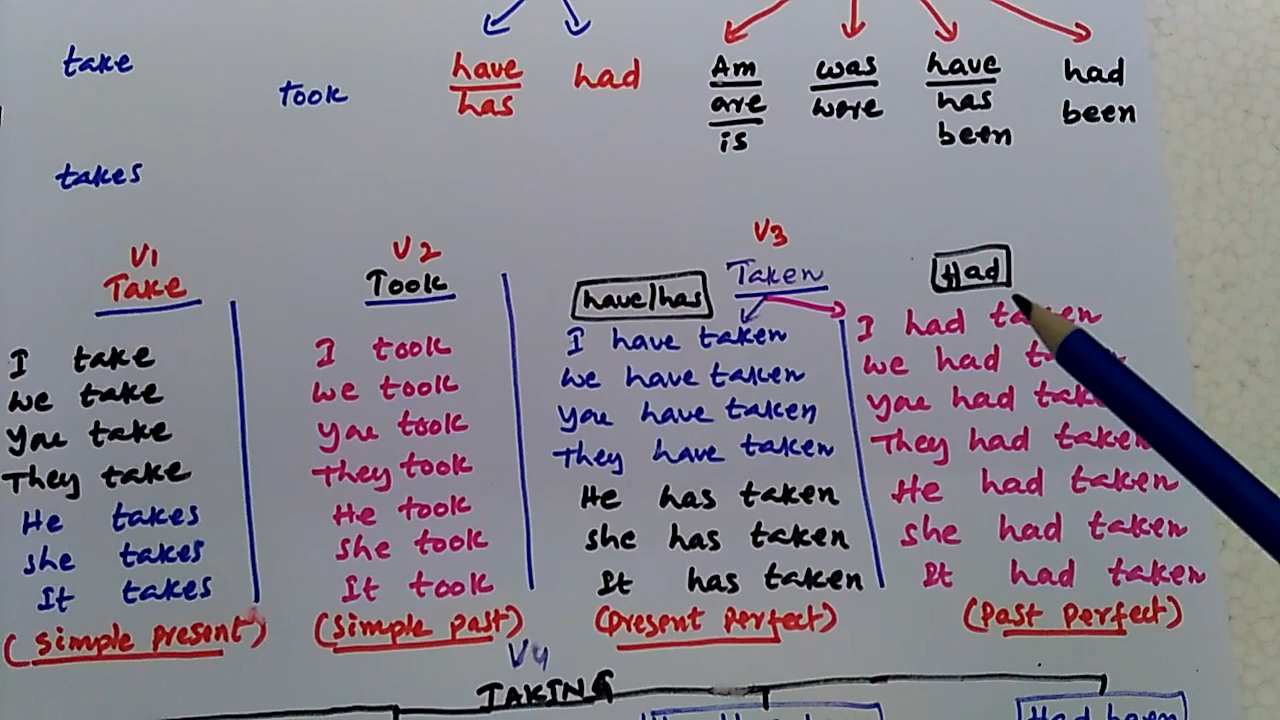 take
took
have
has
had
Am
are
is
was
were
have
has
been
had
been
takes
V1
Take
I take
we take
you take
They take
He takes
she takes
It takes
(Simple present)
V2
Took
I took
we took
you took
They took
He took
she took
It took
(Simple past)
V3
have/has Taken
I have taken
we have taken
you have taken
They have taken
He has taken
she has taken
It has taken
(Present perfect)
Had
I had taken
we had
you had taken
They had taken
He had taken
she had taken
It had taken
(Past perfect)
V4
TAKING
Had been